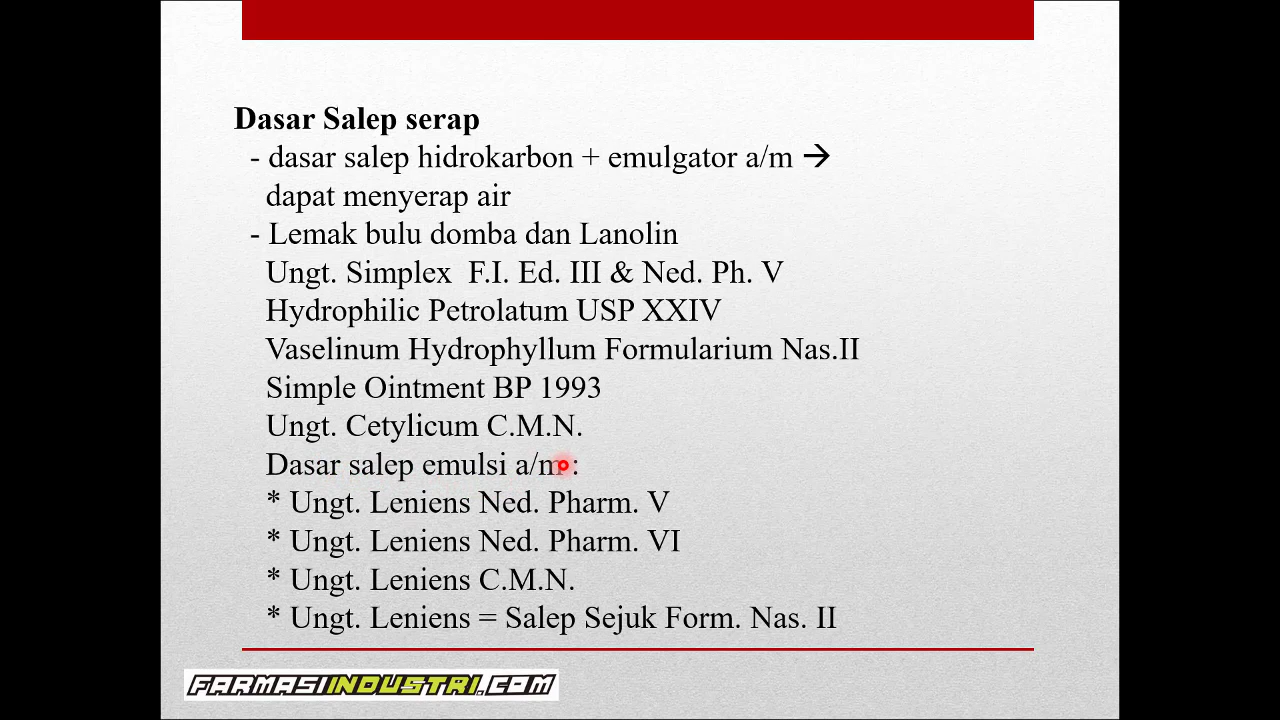 Dasar Salep serap
- dasar salep hidrokarbon + emulgator a/m →
dapat menyerap air
- Lemak bulu domba dan Lanolin
Ungt. Simplex F.I. Ed. III & Ned. Ph. V
Hydrophilic Petrolatum USP XXIV
Vaselinum Hydrophyllum Formularium Nas.II
Simple Ointment BP 1993
Ungt. Cetylicum C.M.N.
Dasar salep emulsi a/m :
* Ungt. Leniens Ned. Pharm. V
* Ungt. Leniens Ned. Pharm. VI
* Ungt. Leniens C.M.N.
* Ungt. Leniens = Salep Sejuk Form. Nas. II
FARMASIINDUSTRI.COM